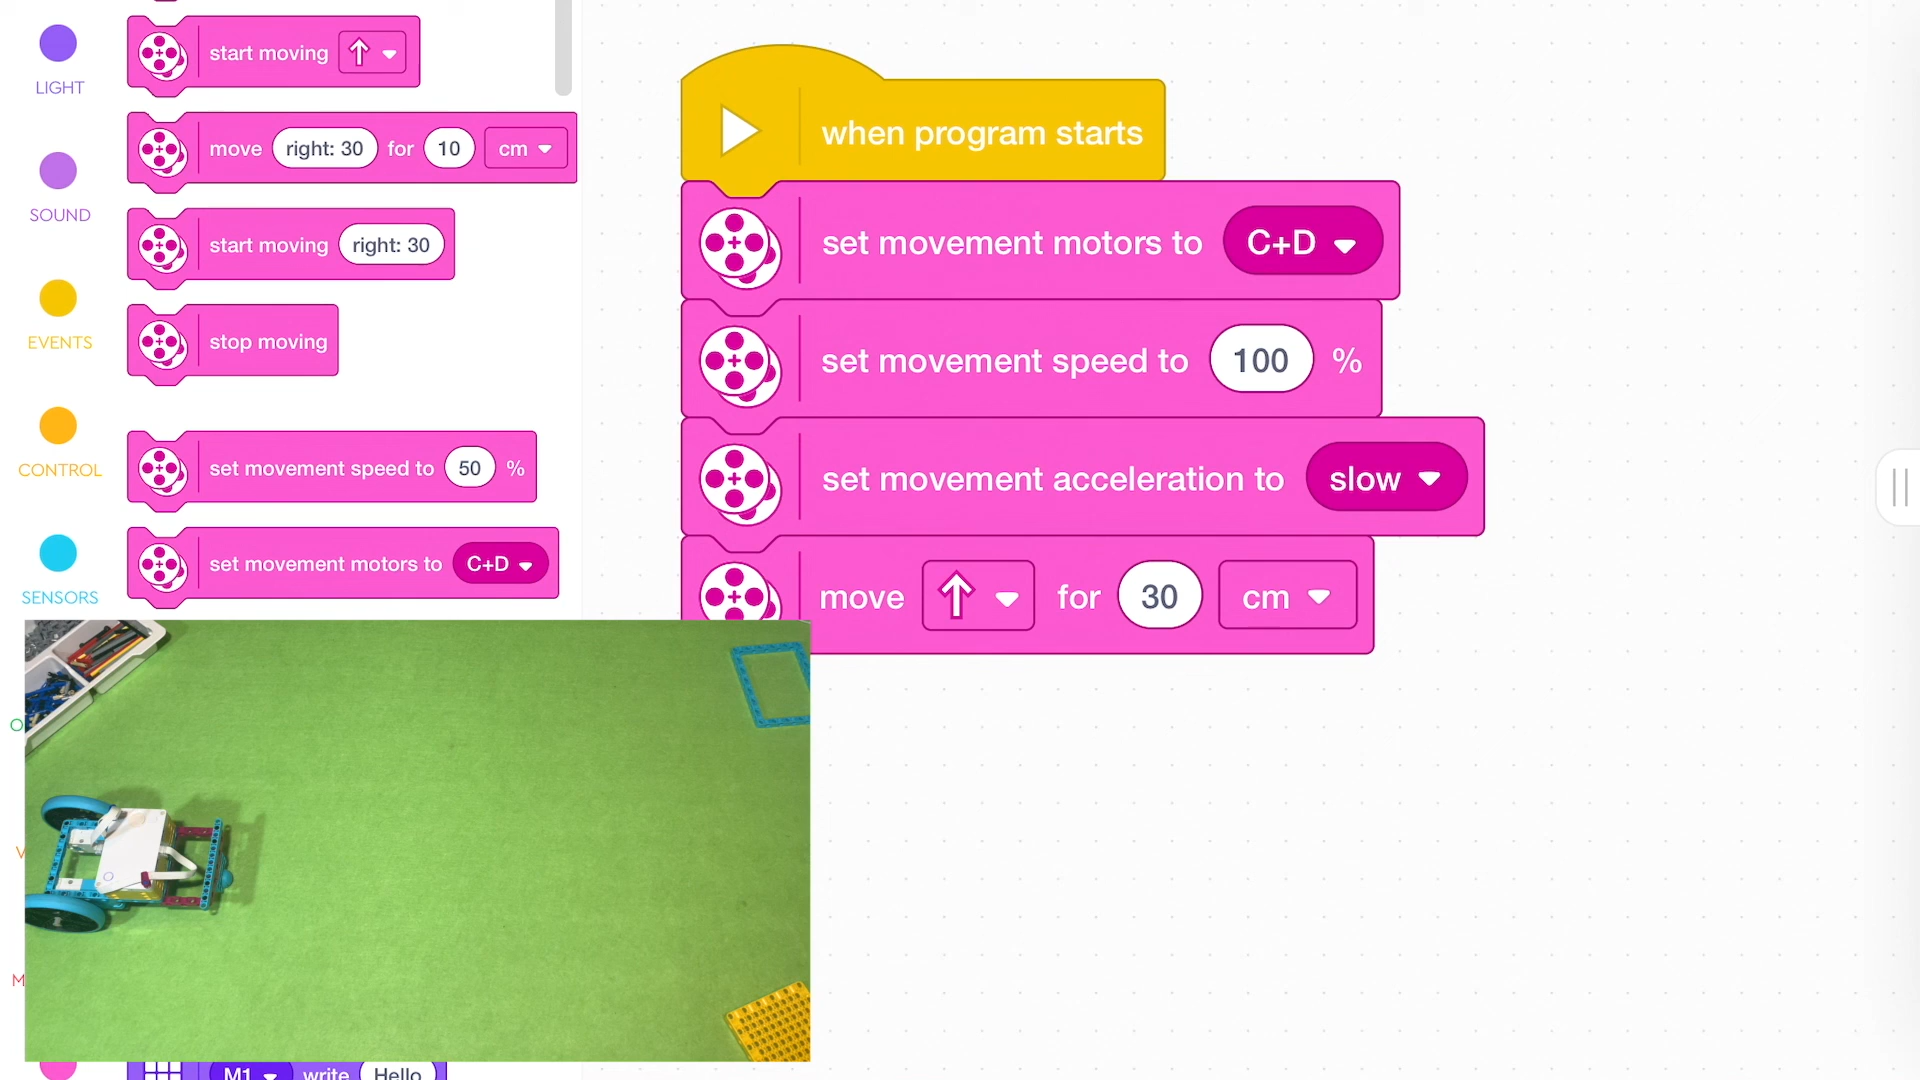 LIGHT
SOUND
EVENTS
CONTROL
SENSORS
start moving
move right: 30 for 10 cm
start moving right: 30
stop moving
set movement speed to 50 %
set movement motors to C+D
M1 write Hello
when program starts
set movement motors to C+D
set movement speed to 100 %
set movement acceleration to slow
move for 30 cm